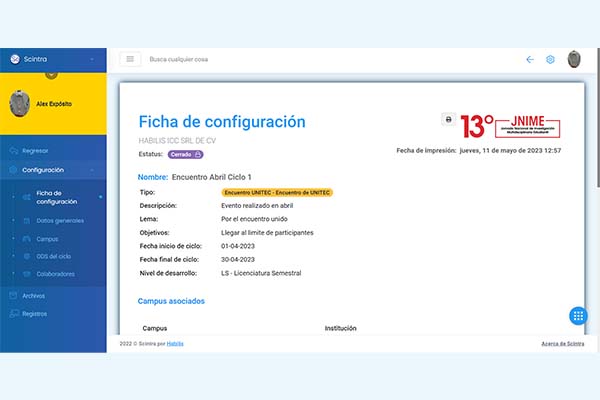 Scintra
Busca cualquier cosa
Alex Expósito
Regresar
Configuración
Ficha de
configuración
Datos generales
Campus
ODS del ciclo
Colaboradores
Archivos
Registros
Ficha de configuración
HABILIS ICC SRL DE CV
Estatus: Cerrado
13° JNIME
Jornada Nacional de Investigación
Multidisciplinaria Estudiantil
Fecha de impresión: jueves, 11 de mayo de 2023 12:57
Nombre: Encuentro Abril Ciclo 1
Tipo: Encuentro UNITEC - Encuentro de UNITEC
Descripción: Evento realizado en abril
Lema: Por el encuentro unido
Objetivos: Llegar al limite de participantes
Fecha inicio de ciclo: 01-04-2023
Fecha final de ciclo: 30-04-2023
Nivel de desarrollo: LS - Licenciatura Semestral
Campus asociados
Campus Institución
2022 © Scintra por Habilis
Acerca de Scintra